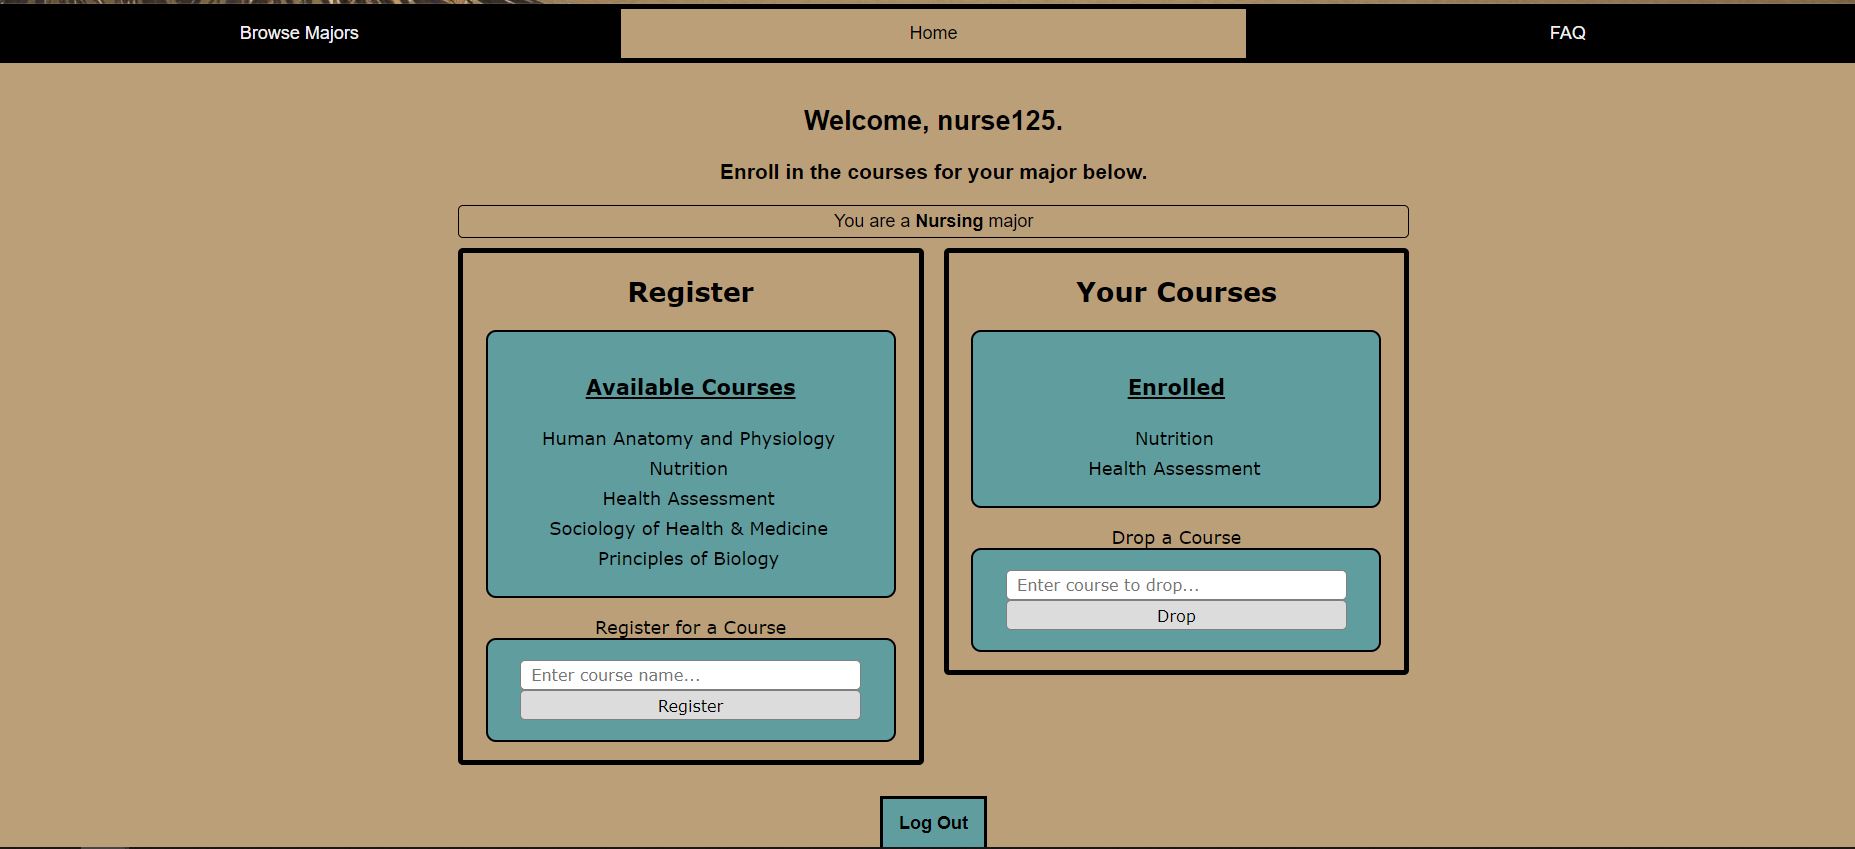 Browse Majors
Home
FAQ
Welcome, nurse125.
Enroll in the courses for your major below.
You are a Nursing major
Register
Available Courses
Human Anatomy and Physiology
Nutrition
Health Assessment
Sociology of Health & Medicine
Principles of Biology
Register for a Course
Enter course name...
Register
Your Courses
Enrolled
Nutrition
Health Assessment
Drop a Course
Enter course to drop...
Drop
Log Out